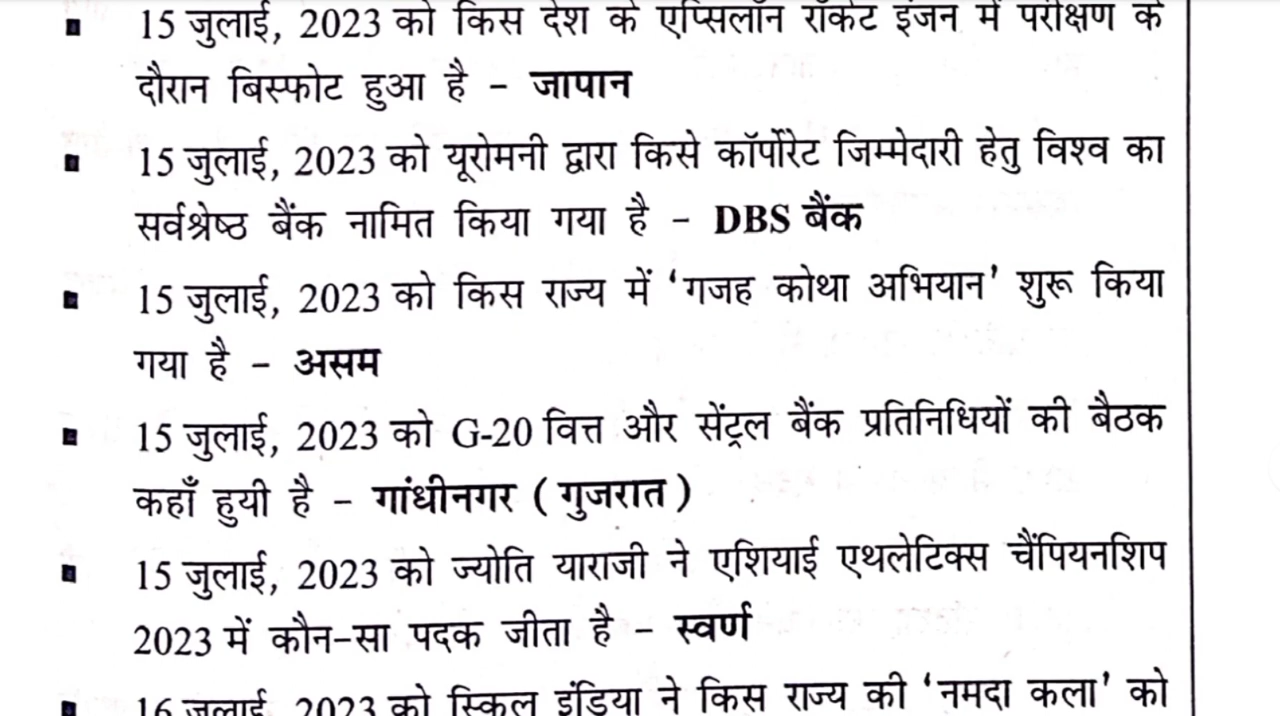 ▪ 15 जुलाई, 2023 को किस देश के एप्सिलॉन रॉकेट इंजन में परीक्षण के
दौरान बिस्फोट हुआ है - जापान
▪ 15 जुलाई, 2023 को यूरोमनी द्वारा किसे कॉर्पोरेट जिम्मेदारी हेतु विश्व का
सर्वश्रेष्ठ बैंक नामित किया गया है - DBS बैंक
▪ 15 जुलाई, 2023 को किस राज्य में ‘गजह कोथा अभियान’ शुरू किया
गया है - असम
▪ 15 जुलाई, 2023 को G-20 वित्त और सेंट्रल बैंक प्रतिनिधियों की बैठक
कहाँ हुयी है - गांधीनगर ( गुजरात )
▪ 15 जुलाई, 2023 को ज्योति याराजी ने एशियाई एथलेटिक्स चैंपियनशिप
2023 में कौन-सा पदक जीता है - स्वर्ण
▪ 16 जुलाई, 2023 को स्किल इंडिया ने किस राज्य की ‘नमदा कला’ को